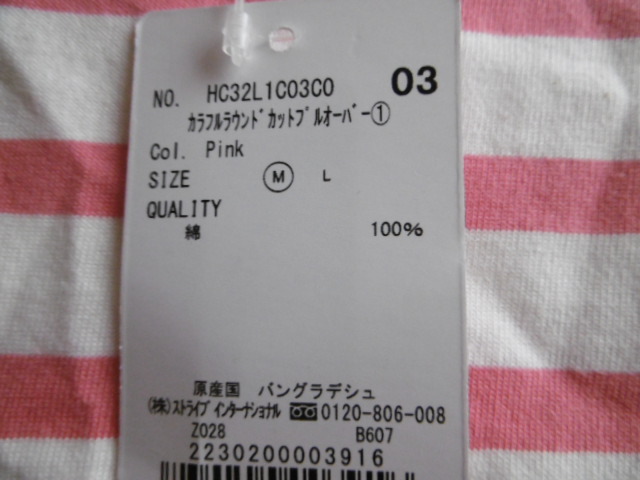 NO. HC32L1C03C0 03
ｶﾗﾌﾙﾗｳﾝﾄﾞｶｯﾄﾌﾟﾙｵｰﾊﾞｰ①
Col. Pink
SIZE Ⓜ L
QUALITY
綿 100%
原産国 バングラデシュ
(株)ｽﾄﾗｲﾌﾟ ｲﾝﾀｰﾅｼｮﾅﾙ 0120-806-008
Z028 B607
2230200003916